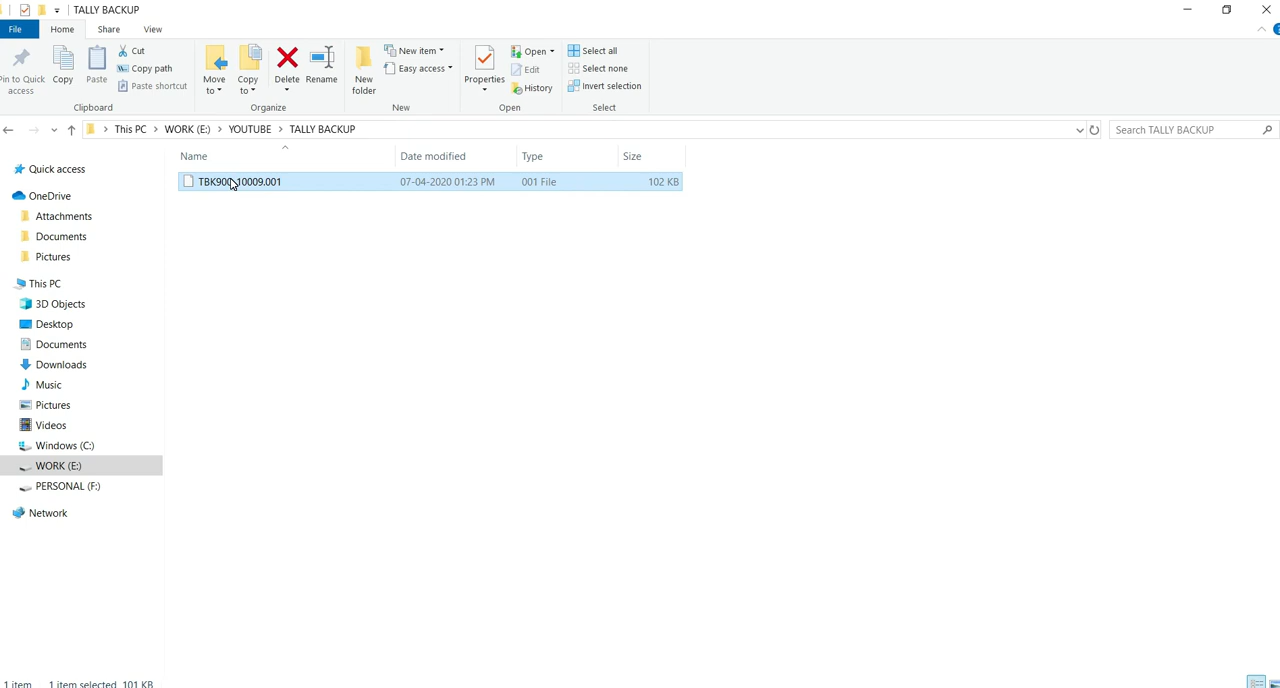 TALLY BACKUP
File Home Share View
Cut
Copy path
Paste shortcut
Pin to Quick access
Copy
Paste
Move to
Copy to
Delete
Rename
New folder
New item
Easy access
Properties
Open
Edit
History
Select all
Select none
Invert selection
Clipboard Organize New Open Select
This PC > WORK (E:) > YOUTUBE > TALLY BACKUP
Search TALLY BACKUP
Name Date modified Type Size
07-04-2020 01:23 PM 001 File 102 KB
Quick access
OneDrive
Attachments
Documents
Pictures
This PC
3D Objects
Desktop
Documents
Downloads
Music
Pictures
Videos
Windows (C:)
WORK (E:)
PERSONAL (F:)
Network
1 item 1 item selected 101 KB